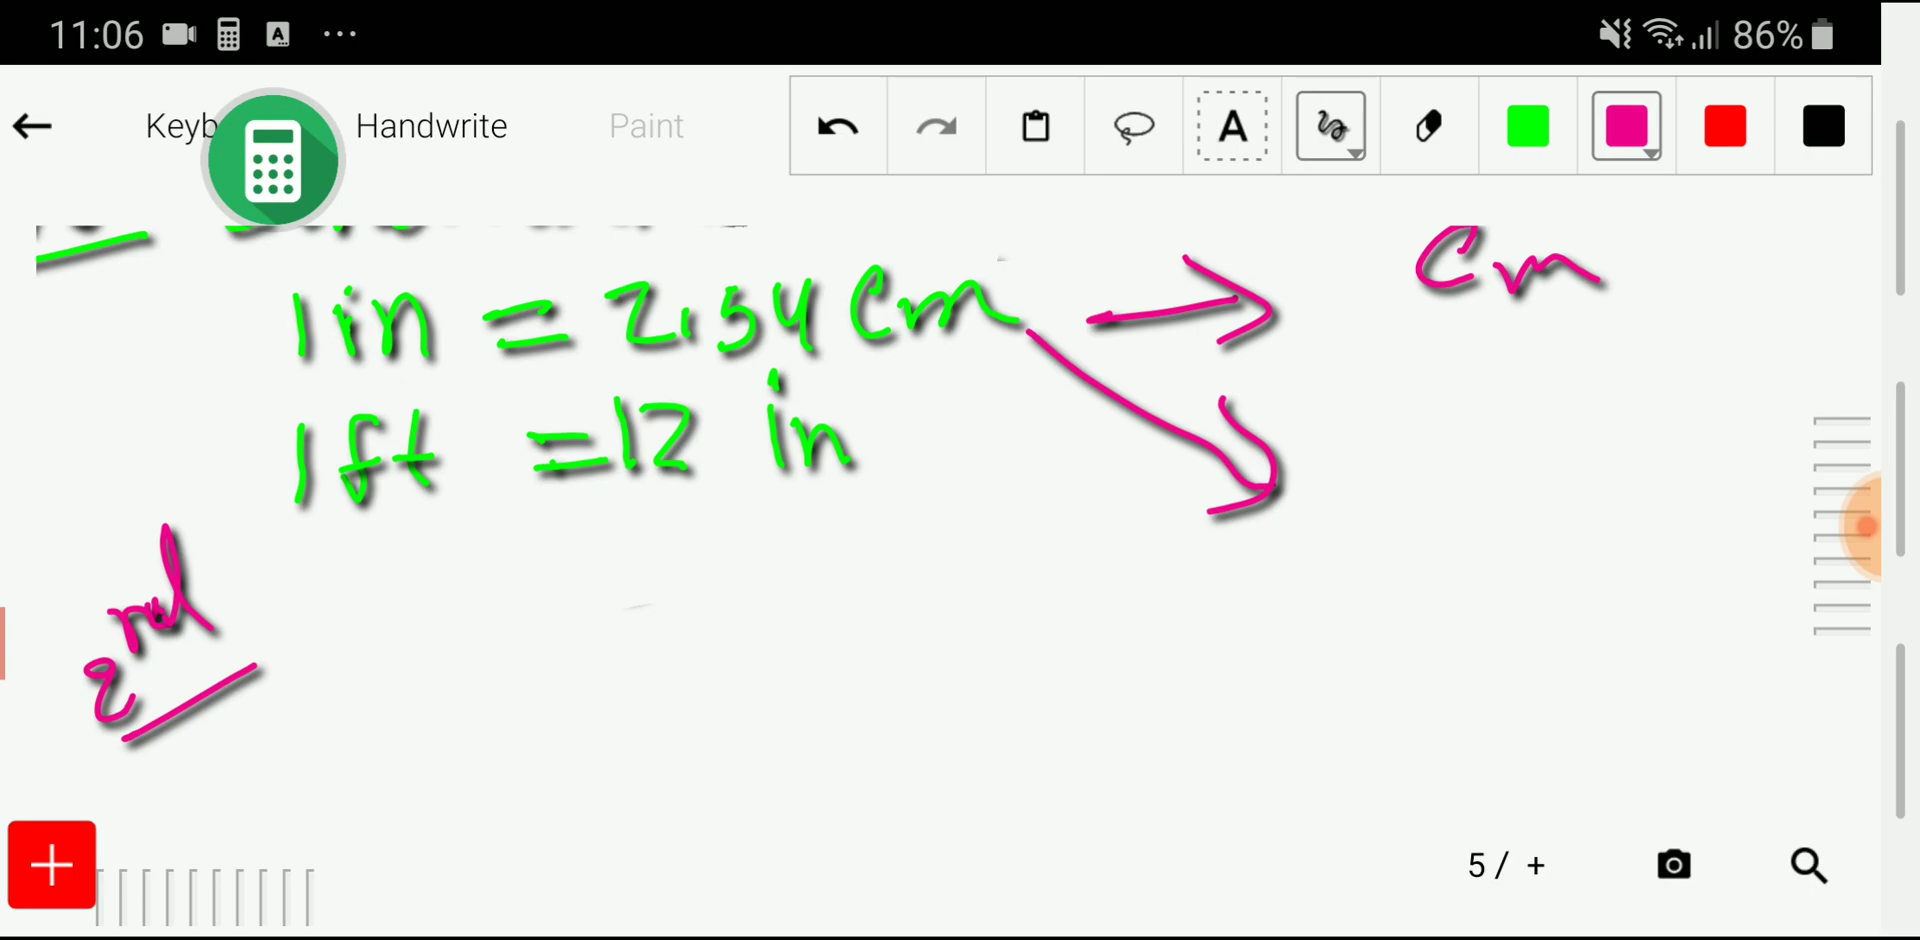 11:06 86%
Keyb Handwrite Paint A
Cm
1in = 2.54 Cm
1ft = 12 in
2nd
5 / +